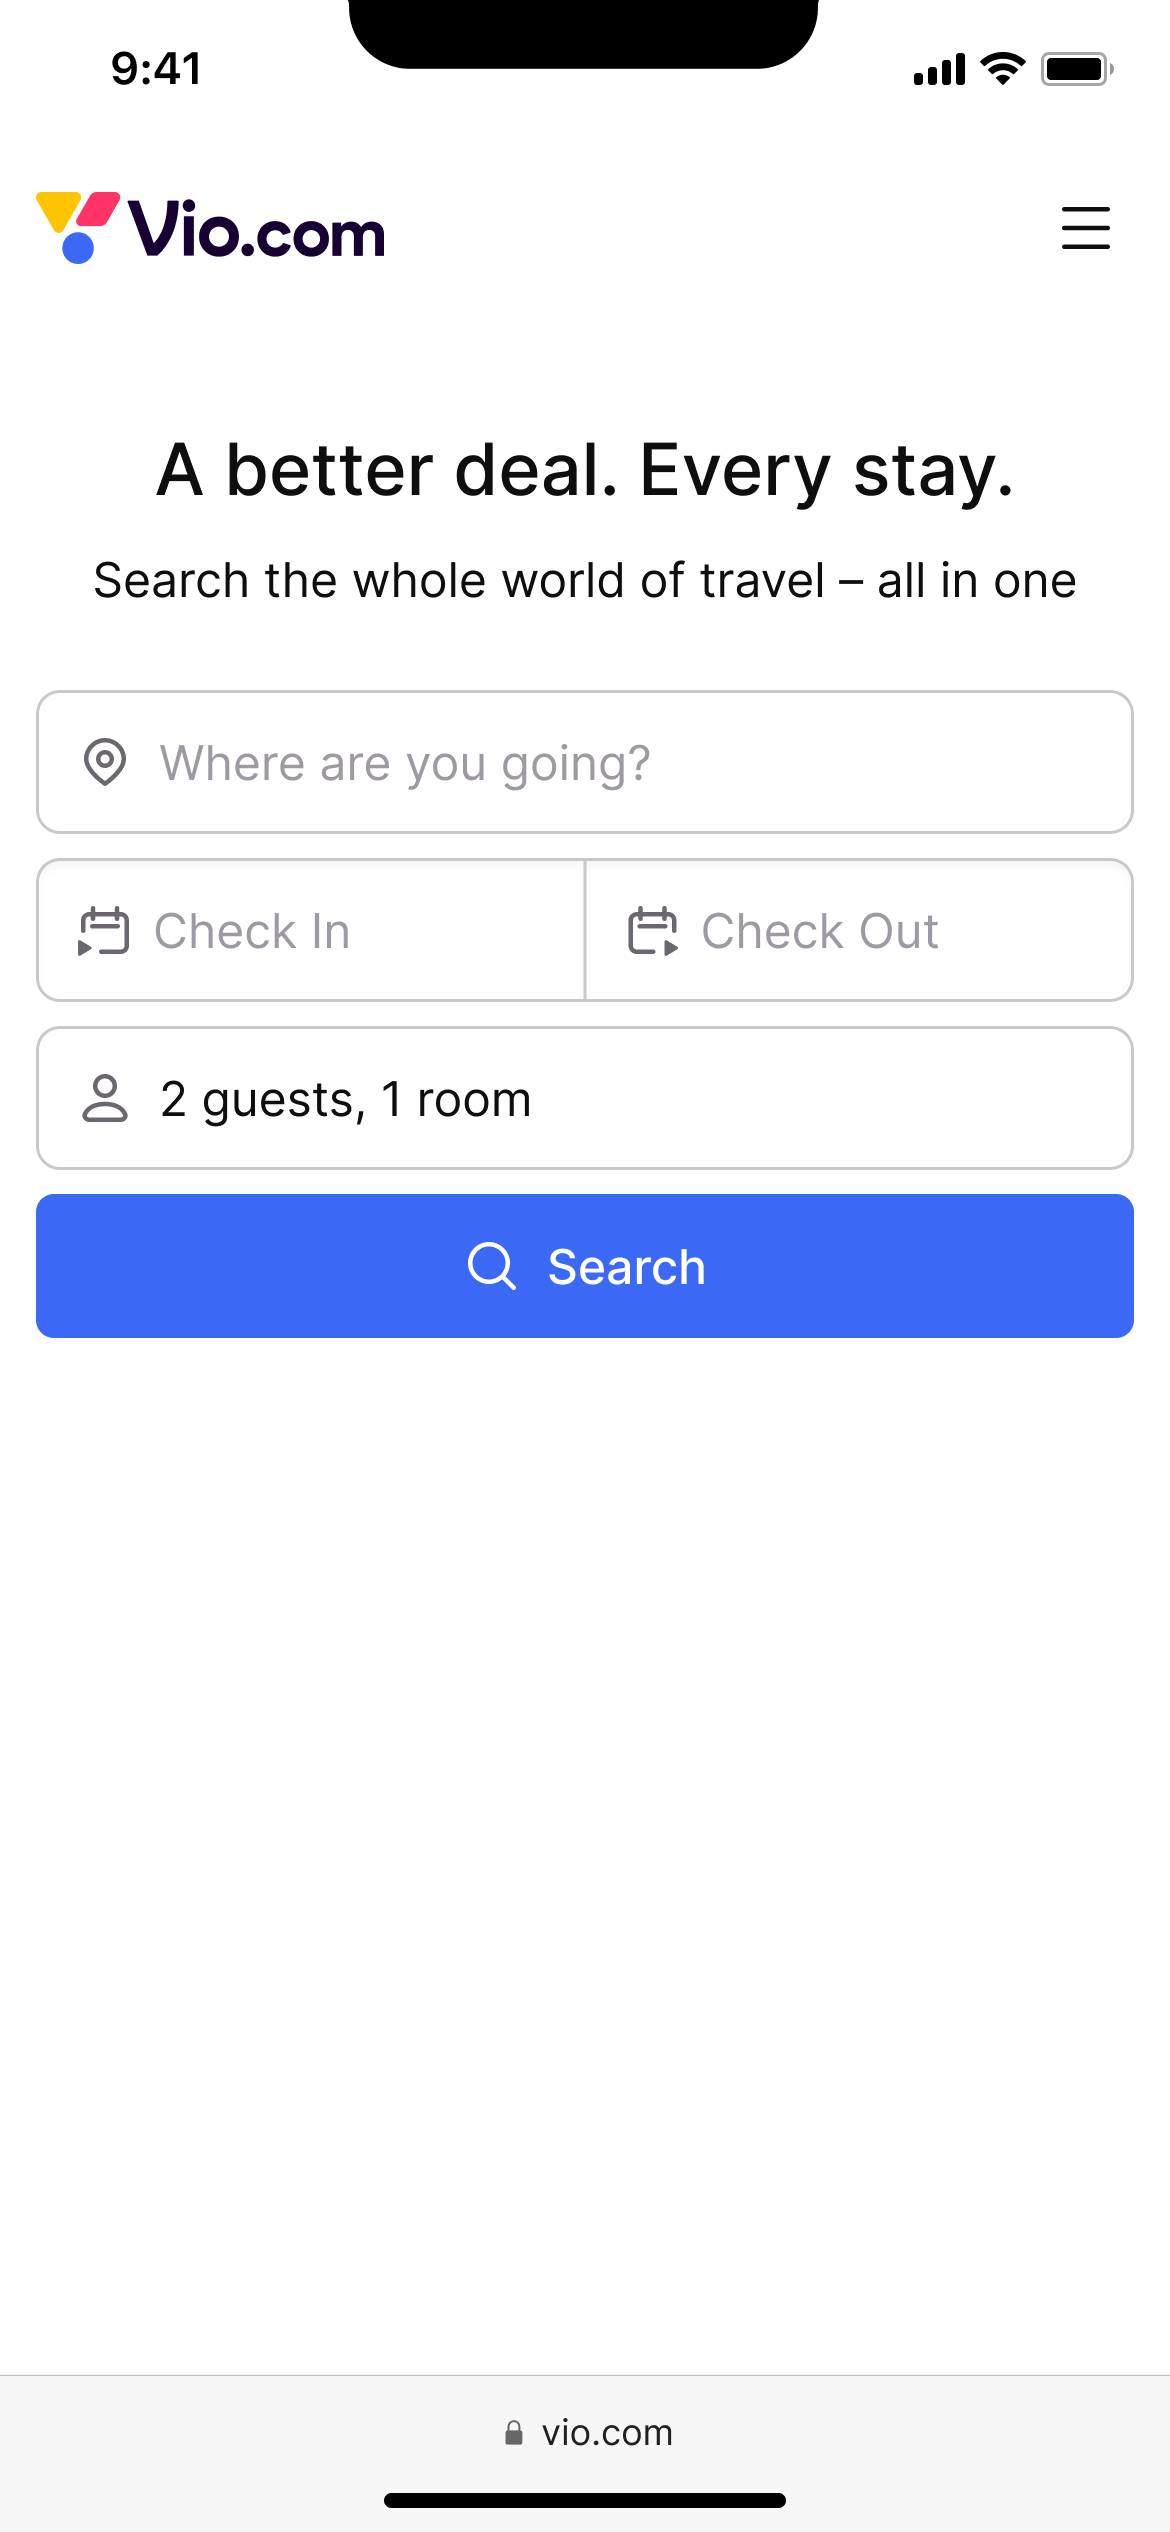 9:41
Vio.com
A better deal. Every stay.
Search the whole world of travel – all in one
Where are you going?
Check In
Check Out
2 guests, 1 room
Search
vio.com